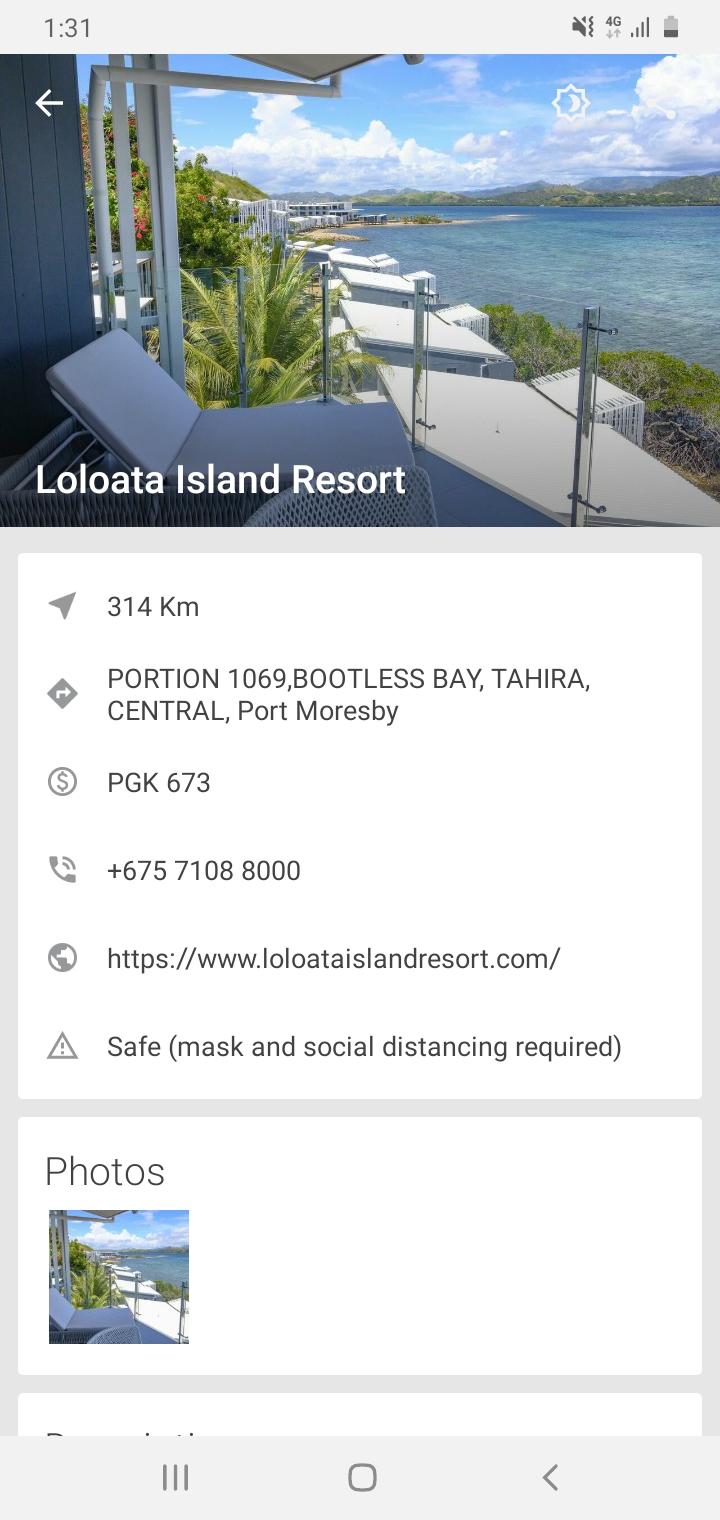 1:31
4G
Loloata Island Resort
314 Km
PORTION 1069,BOOTLESS BAY, TAHIRA,
CENTRAL, Port Moresby
PGK 673
+675 7108 8000
https://www.loloataislandresort.com/
Safe (mask and social distancing required)
Photos